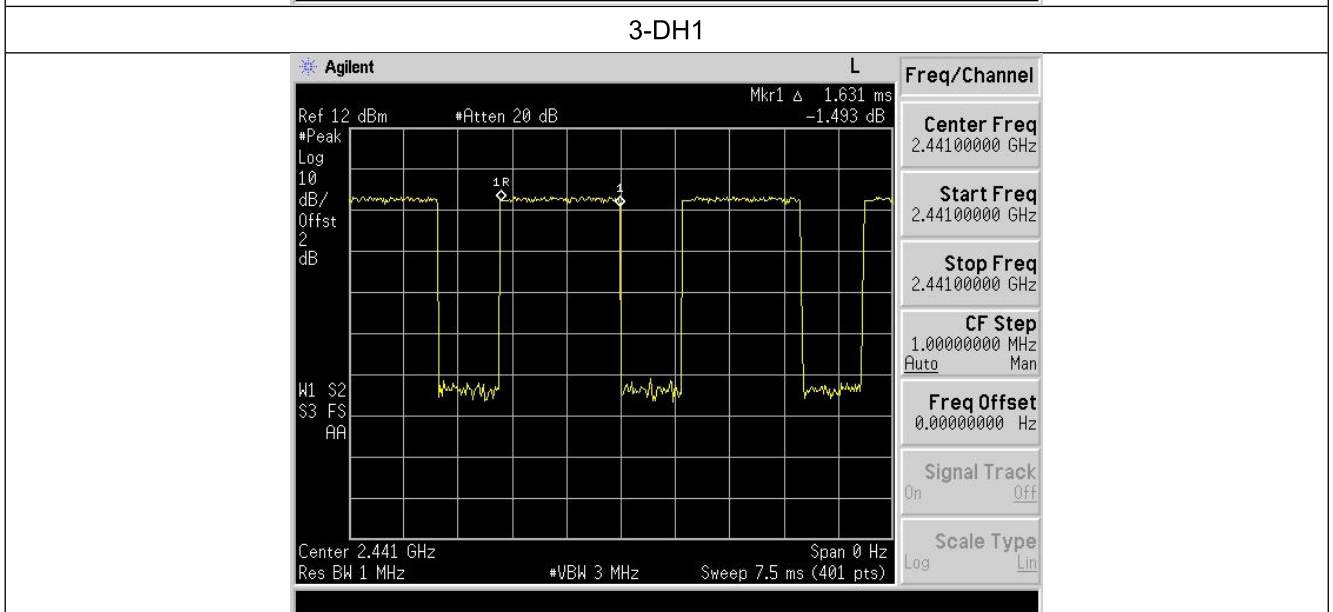 3-DH1
Agilent L
Mkr1 Δ 1.631 ms
Ref 12 dBm #Atten 20 dB -1.493 dB
#Peak
Log
10
dB/
Offst
2
dB
1R
1
W1 S2
S3 FS
AA
Center 2.441 GHz Span 0 Hz
Res BW 1 MHz #VBW 3 MHz Sweep 7.5 ms (401 pts)
Freq/Channel
Center Freq
2.44100000 GHz
Start Freq
2.44100000 GHz
Stop Freq
2.44100000 GHz
CF Step
1.00000000 MHz
Auto Man
Freq Offset
0.00000000 Hz
Signal Track
On Off
Scale Type
Log Lin